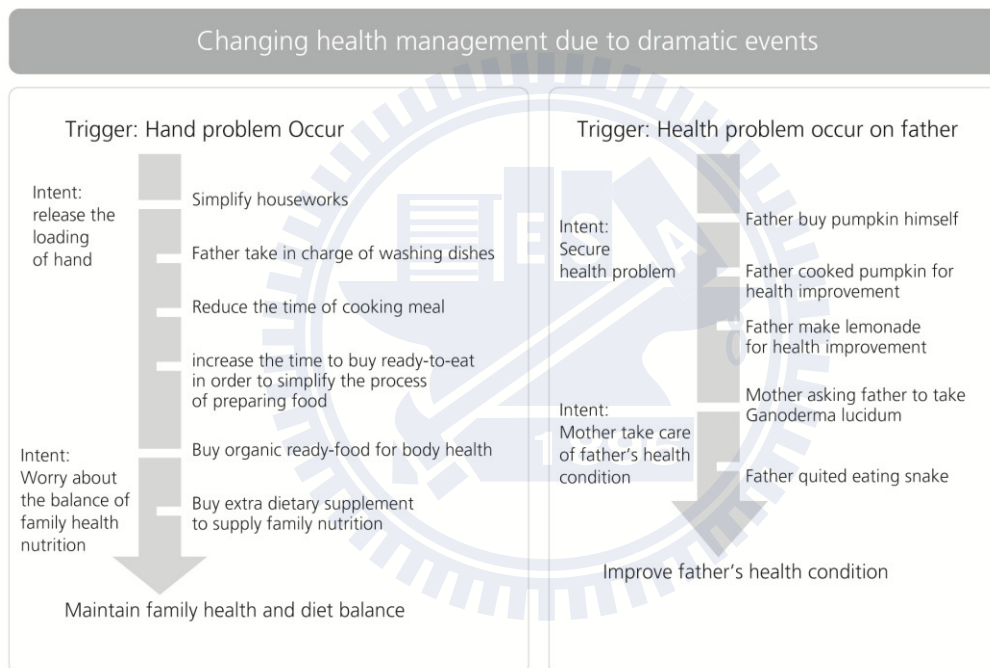 Changing health management due to dramatic events
Trigger: Hand problem Occur
Intent:
release the
loading
of hand
Simplify houseworks
Father take in charge of washing dishes
Reduce the time of cooking meal
increase the time to buy ready-to-eat
in order to simplify the process
of preparing food
Intent:
Worry about
the balance of
family health
nutrition
Buy organic ready-food for body health
Buy extra dietary supplement
to supply family nutrition
Maintain family health and diet balance
Trigger: Health problem occur on father
Intent:
Secure
health problem
Father buy pumpkin himself
Father cooked pumpkin for
health improvement
Father make lemonade
for health improvement
Intent:
Mother take care
of father's health
condition
Mother asking father to take
Ganoderma lucidum
Father quited eating snake
Improve father's health condition
E S A
1896